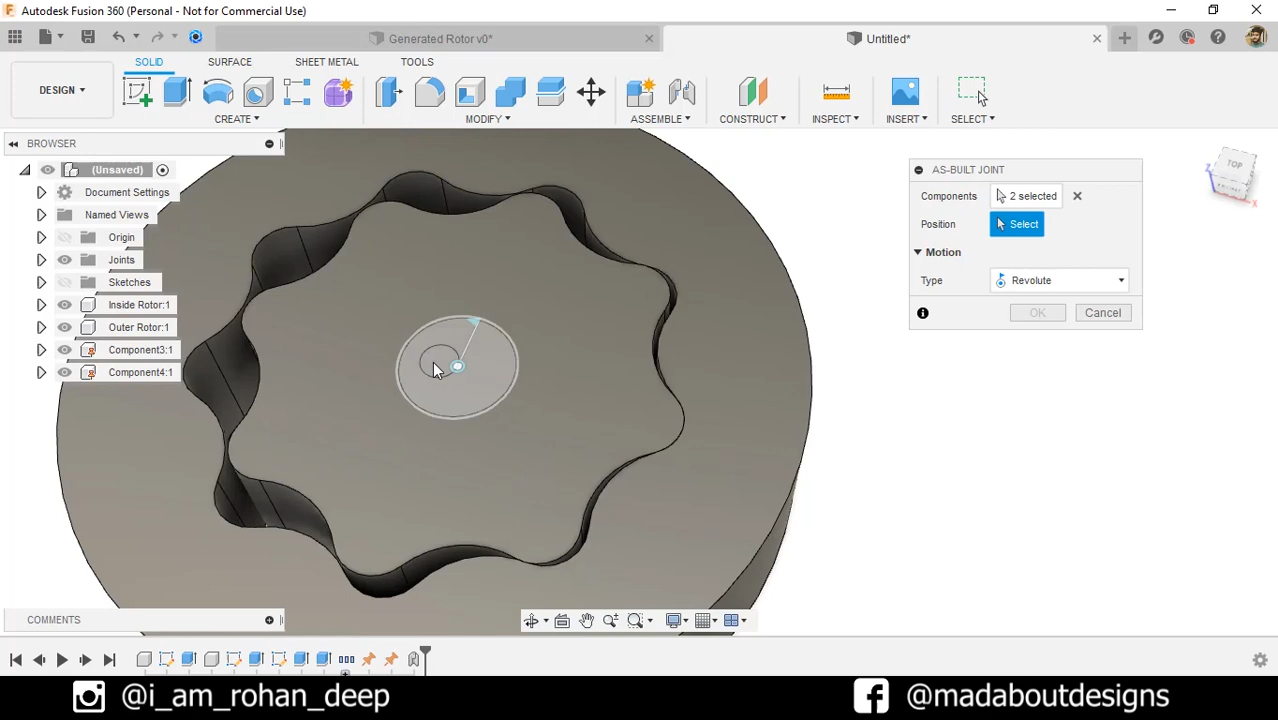 Autodesk Fusion 360 (Personal - Not for Commercial Use)
Generated Rotor v0*
Untitled*
SOLID
SURFACE
SHEET METAL
TOOLS
DESIGN
CREATE
MODIFY
ASSEMBLE
CONSTRUCT
INSPECT
INSERT
SELECT
BROWSER
(Unsaved)
Document Settings
Named Views
Origin
Joints
Sketches
Inside Rotor:1
Outer Rotor:1
Component3:1
Component4:1
AS-BUILT JOINT
Components
2 selected
Position
Select
Motion
Type
Revolute
OK
Cancel
TOP
Z
X
COMMENTS
@i_am_rohan_deep
@madaboutdesigns